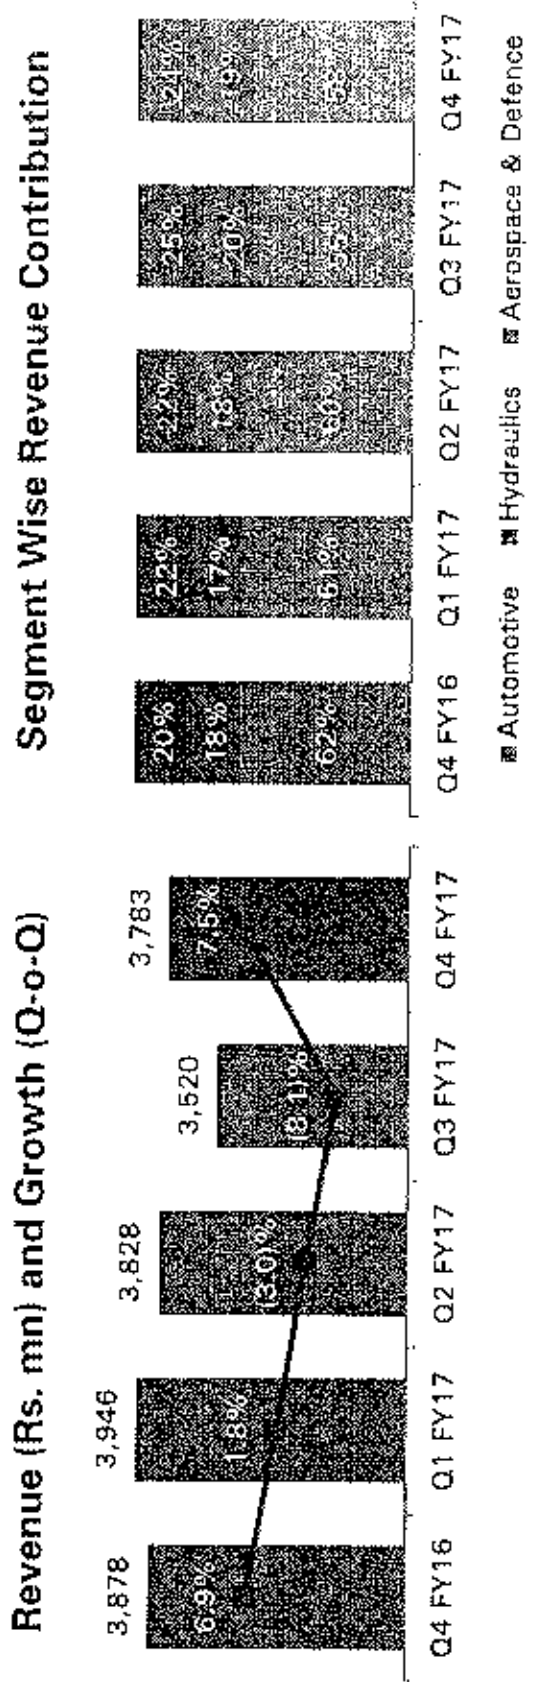 Revenue (Rs. mn) and Growth (Q-o-Q)
3,878
3,946
3,828
3,520
3,783
6.9%
1.8%
(3.0)%
(8.1)%
7.5%
Q4 FY16
Q1 FY17
Q2 FY17
Q3 FY17
Q4 FY17
Segment Wise Revenue Contribution
20%
22%
22%
25%
21%
18%
17%
18%
20%
62%
61%
60%
55%
Q4 FY16
Q1 FY17
Q2 FY17
Q3 FY17
Q4 FY17
Automotive
Hydraulics
Aerospace & Defence